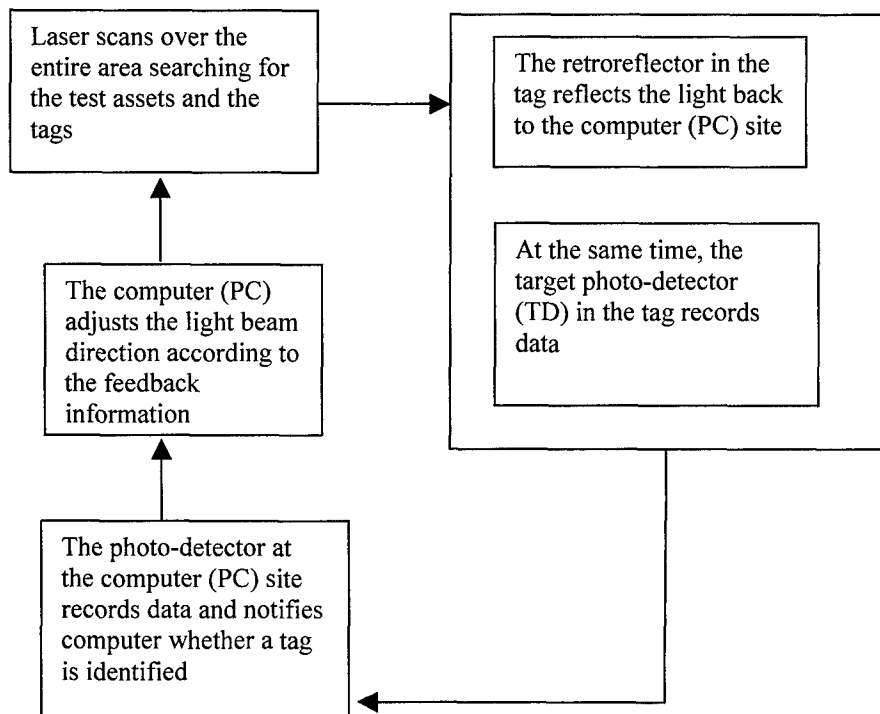 Laser scans over the
entire area searching for
the test assets and the
tags
The retroreflector in the
tag reflects the light back
to the computer (PC) site
At the same time, the
target photo-detector
(TD) in the tag records
data
The computer (PC)
adjusts the light beam
direction according to
the feedback
information
The photo-detector at
the computer (PC) site
records data and notifies
computer whether a tag
is identified